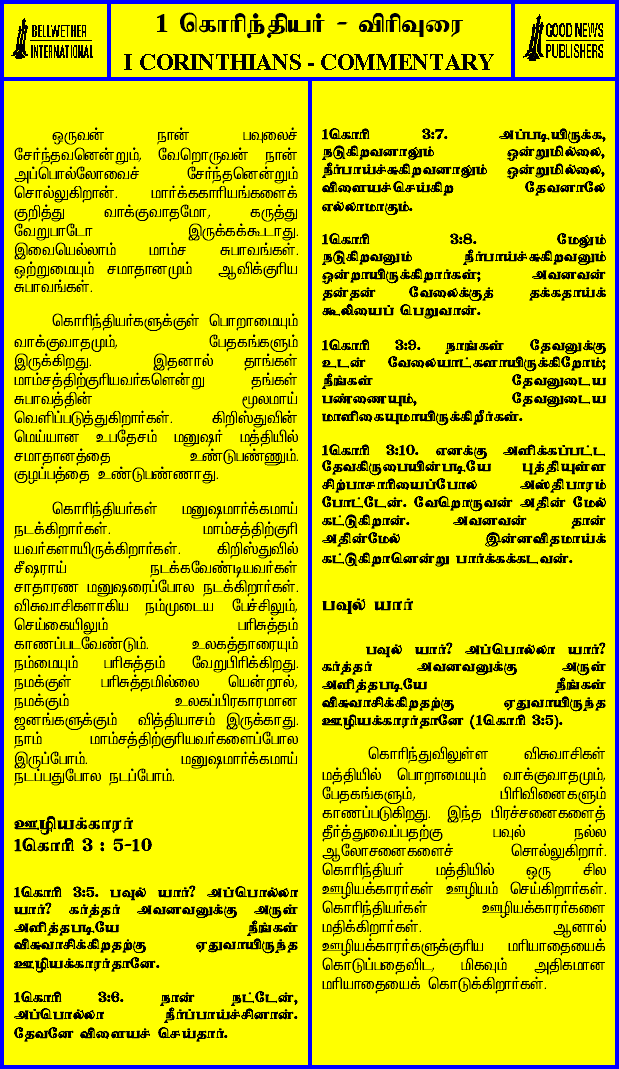 BELLWETHER
INTERNATIONAL
1 கொரிந்தியர் - விரிவுரை
I CORINTHIANS - COMMENTARY
GOOD NEWS
PUBLISHERS
ஒருவன் நான் பவுலைச்
சேர்ந்தவனென்றும், வேறொருவன் நான்
அப்பொல்லோவைச் சேர்ந்தனென்றும்
சொல்லுகிறான். மார்க்ககாரியங்களைக்
குறித்து வாக்குவாதமோ, கருத்து
வேறுபாடோ இருக்கக்கூடாது.
இவையெல்லாம் மாம்ச சுபாவங்கள்.
ஒற்றுமையும் சமாதானமும் ஆவிக்குரிய
சுபாவங்கள்.
கொரிந்தியர்களுக்குள் பொறாமையும்
வாக்குவாதமும், பேதகங்களும்
இருக்கிறது. இதனால் தாங்கள்
மாம்சத்திற்குரியவர்களென்று தங்கள்
சுபாவத்தின் மூலமாய்
வெளிப்படுத்துகிறார்கள். கிறிஸ்துவின்
மெய்யான உபதேசம் மனுஷர் மத்தியில்
சமாதானத்தை உண்டுபண்ணும்.
குழப்பத்தை உண்டுபண்ணாது.
கொரிந்தியர்கள் மனுஷமார்க்கமாய்
நடக்கிறார்கள். மாம்சத்திற்குரி
யவர்களாயிருக்கிறார்கள். கிறிஸ்துவில்
சீஷராய் நடக்கவேண்டியவர்கள்
சாதாரண மனுஷரைப்போல நடக்கிறார்கள்.
விசுவாசிகளாகிய நம்முடைய பேச்சிலும்,
செய்கையிலும் பரிசுத்தம்
காணப்படவேண்டும். உலகத்தாரையும்
நம்மையும் பரிசுத்தம் வேறுபிரிக்கிறது.
நமக்குள் பரிசுத்தமில்லை யென்றால்,
நமக்கும் உலகப்பிரகாரமான
ஜனங்களுக்கும் வித்தியாசம் இருக்காது.
நாம் மாம்சத்திற்குரியவர்களைப்போல
இருப்போம். மனுஷமார்க்கமாய்
நடப்பதுபோல நடப்போம்.
ஊழியக்காரர்
1கொரி 3 : 5-10
1கொரி 3:5. பவுல் யார்? அப்பொல்லா
யார்? கர்த்தர் அவனவனுக்கு அருள்
அளித்தபடியே நீங்கள்
விசுவாசிக்கிறதற்கு ஏதுவாயிருந்த
ஊழியக்காரர்தானே.
1கொரி 3:6. நான் நட்டேன்,
அப்பொல்லா நீர்ப்பாய்ச்சினான்.
தேவனே விளையச் செய்தார்.
1கொரி 3:7. அப்படியிருக்க,
நடுகிறவனாலும் ஒன்றுமில்லை,
நீர்பாய்ச்சுகிறவனாலும் ஒன்றுமில்லை,
விளையச்செய்கிற தேவனாலே
எல்லாமாகும்.
1கொரி 3:8. மேலும்
நடுகிறவனும் நீர்பாய்ச்சுகிறவனும்
ஒன்றாயிருக்கிறார்கள்; அவனவன்
தன்தன் வேலைக்குத் தக்கதாய்க்
கூலியைப் பெறுவான்.
1கொரி 3:9. நாங்கள் தேவனுக்கு
உடன் வேலையாட்களாயிருக்கிறோம்;
நீங்கள் தேவனுடைய
பண்ணையும், தேவனுடைய
மாளிகையுமாயிருக்கிறீர்கள்.
1கொரி 3:10. எனக்கு அளிக்கப்பட்ட
தேவகிருபையின்படியே புத்தியுள்ள
சிற்பாசாரியைப்போல அஸ்திபாரம்
போட்டேன். வேறொருவன் அதின் மேல்
கட்டுகிறான். அவனவன் தான்
அதின்மேல் இன்னவிதமாய்க்
கட்டுகிறானென்று பார்க்கக்கடவன்.
பவுல் யார்
பவுல் யார்? அப்பொல்லா யார்?
கர்த்தர் அவனவனுக்கு அருள்
அளித்தபடியே நீங்கள்
விசுவாசிக்கிறதற்கு ஏதுவாயிருந்த
ஊழியக்காரர்தானே (1கொரி 3:5).
கொரிந்துவிலுள்ள விசுவாசிகள்
மத்தியில் பொறாமையும் வாக்குவாதமும்,
பேதகங்களும், பிரிவினைகளும்
காணப்படுகிறது. இந்த பிரச்சனைகளைத்
தீர்த்துவைப்பதற்கு பவுல் நல்ல
ஆலோசனைகளைச் சொல்லுகிறார்.
கொரிந்தியர் மத்தியில் ஒரு சில
ஊழியக்காரர்கள் ஊழியம் செய்கிறார்கள்.
கொரிந்தியர்கள் ஊழியக்காரர்களை
மதிக்கிறார்கள். ஆனால்
ஊழியக்காரர்களுக்குரிய மரியாதையைக்
கொடுப்பதைவிட, மிகவும் அதிகமான
மரியாதையைக் கொடுக்கிறார்கள்.